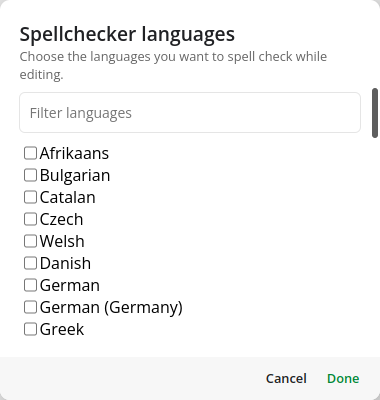 Spellchecker languages
Choose the languages you want to spell check while
editing.
Filter languages
Afrikaans
Bulgarian
Catalan
Czech
Welsh
Danish
German
German (Germany)
Greek
Cancel Done